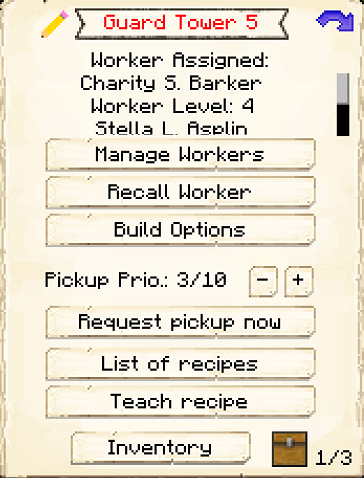 Guard Tower 5
Worker Assigned:
Charity S. Barker
Worker Level: 4
Stella L. Asplin
Manage Workers
Recall Worker
Build Options
Pickup Prio.: 3/10 - +
Request pickup now
List of recipes
Teach recipe
Inventory
1/3